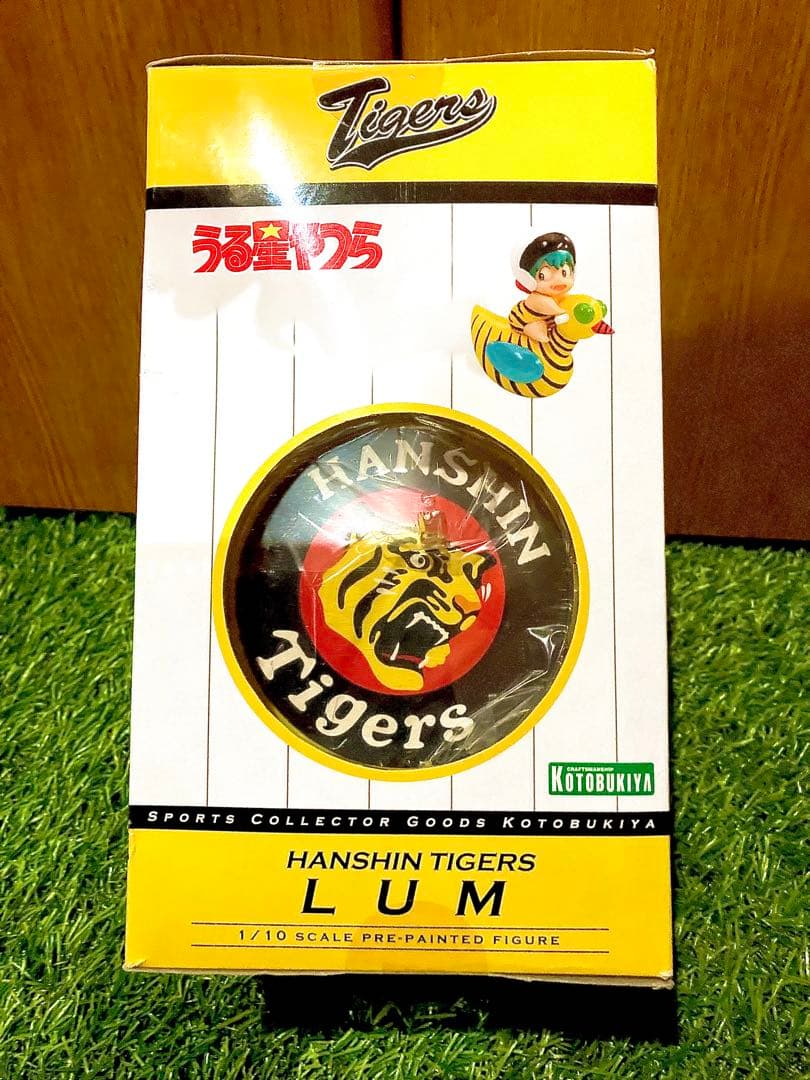 Tigers
うる星やつら
HANSHIN
Tigers
CRAFTSMANSHIP
KOTOBUKIYA
SPORTS COLLECTOR GOODS KOTOBUKIYA
HANSHIN TIGERS
LUM
1/10 SCALE PRE-PAINTED FIGURE